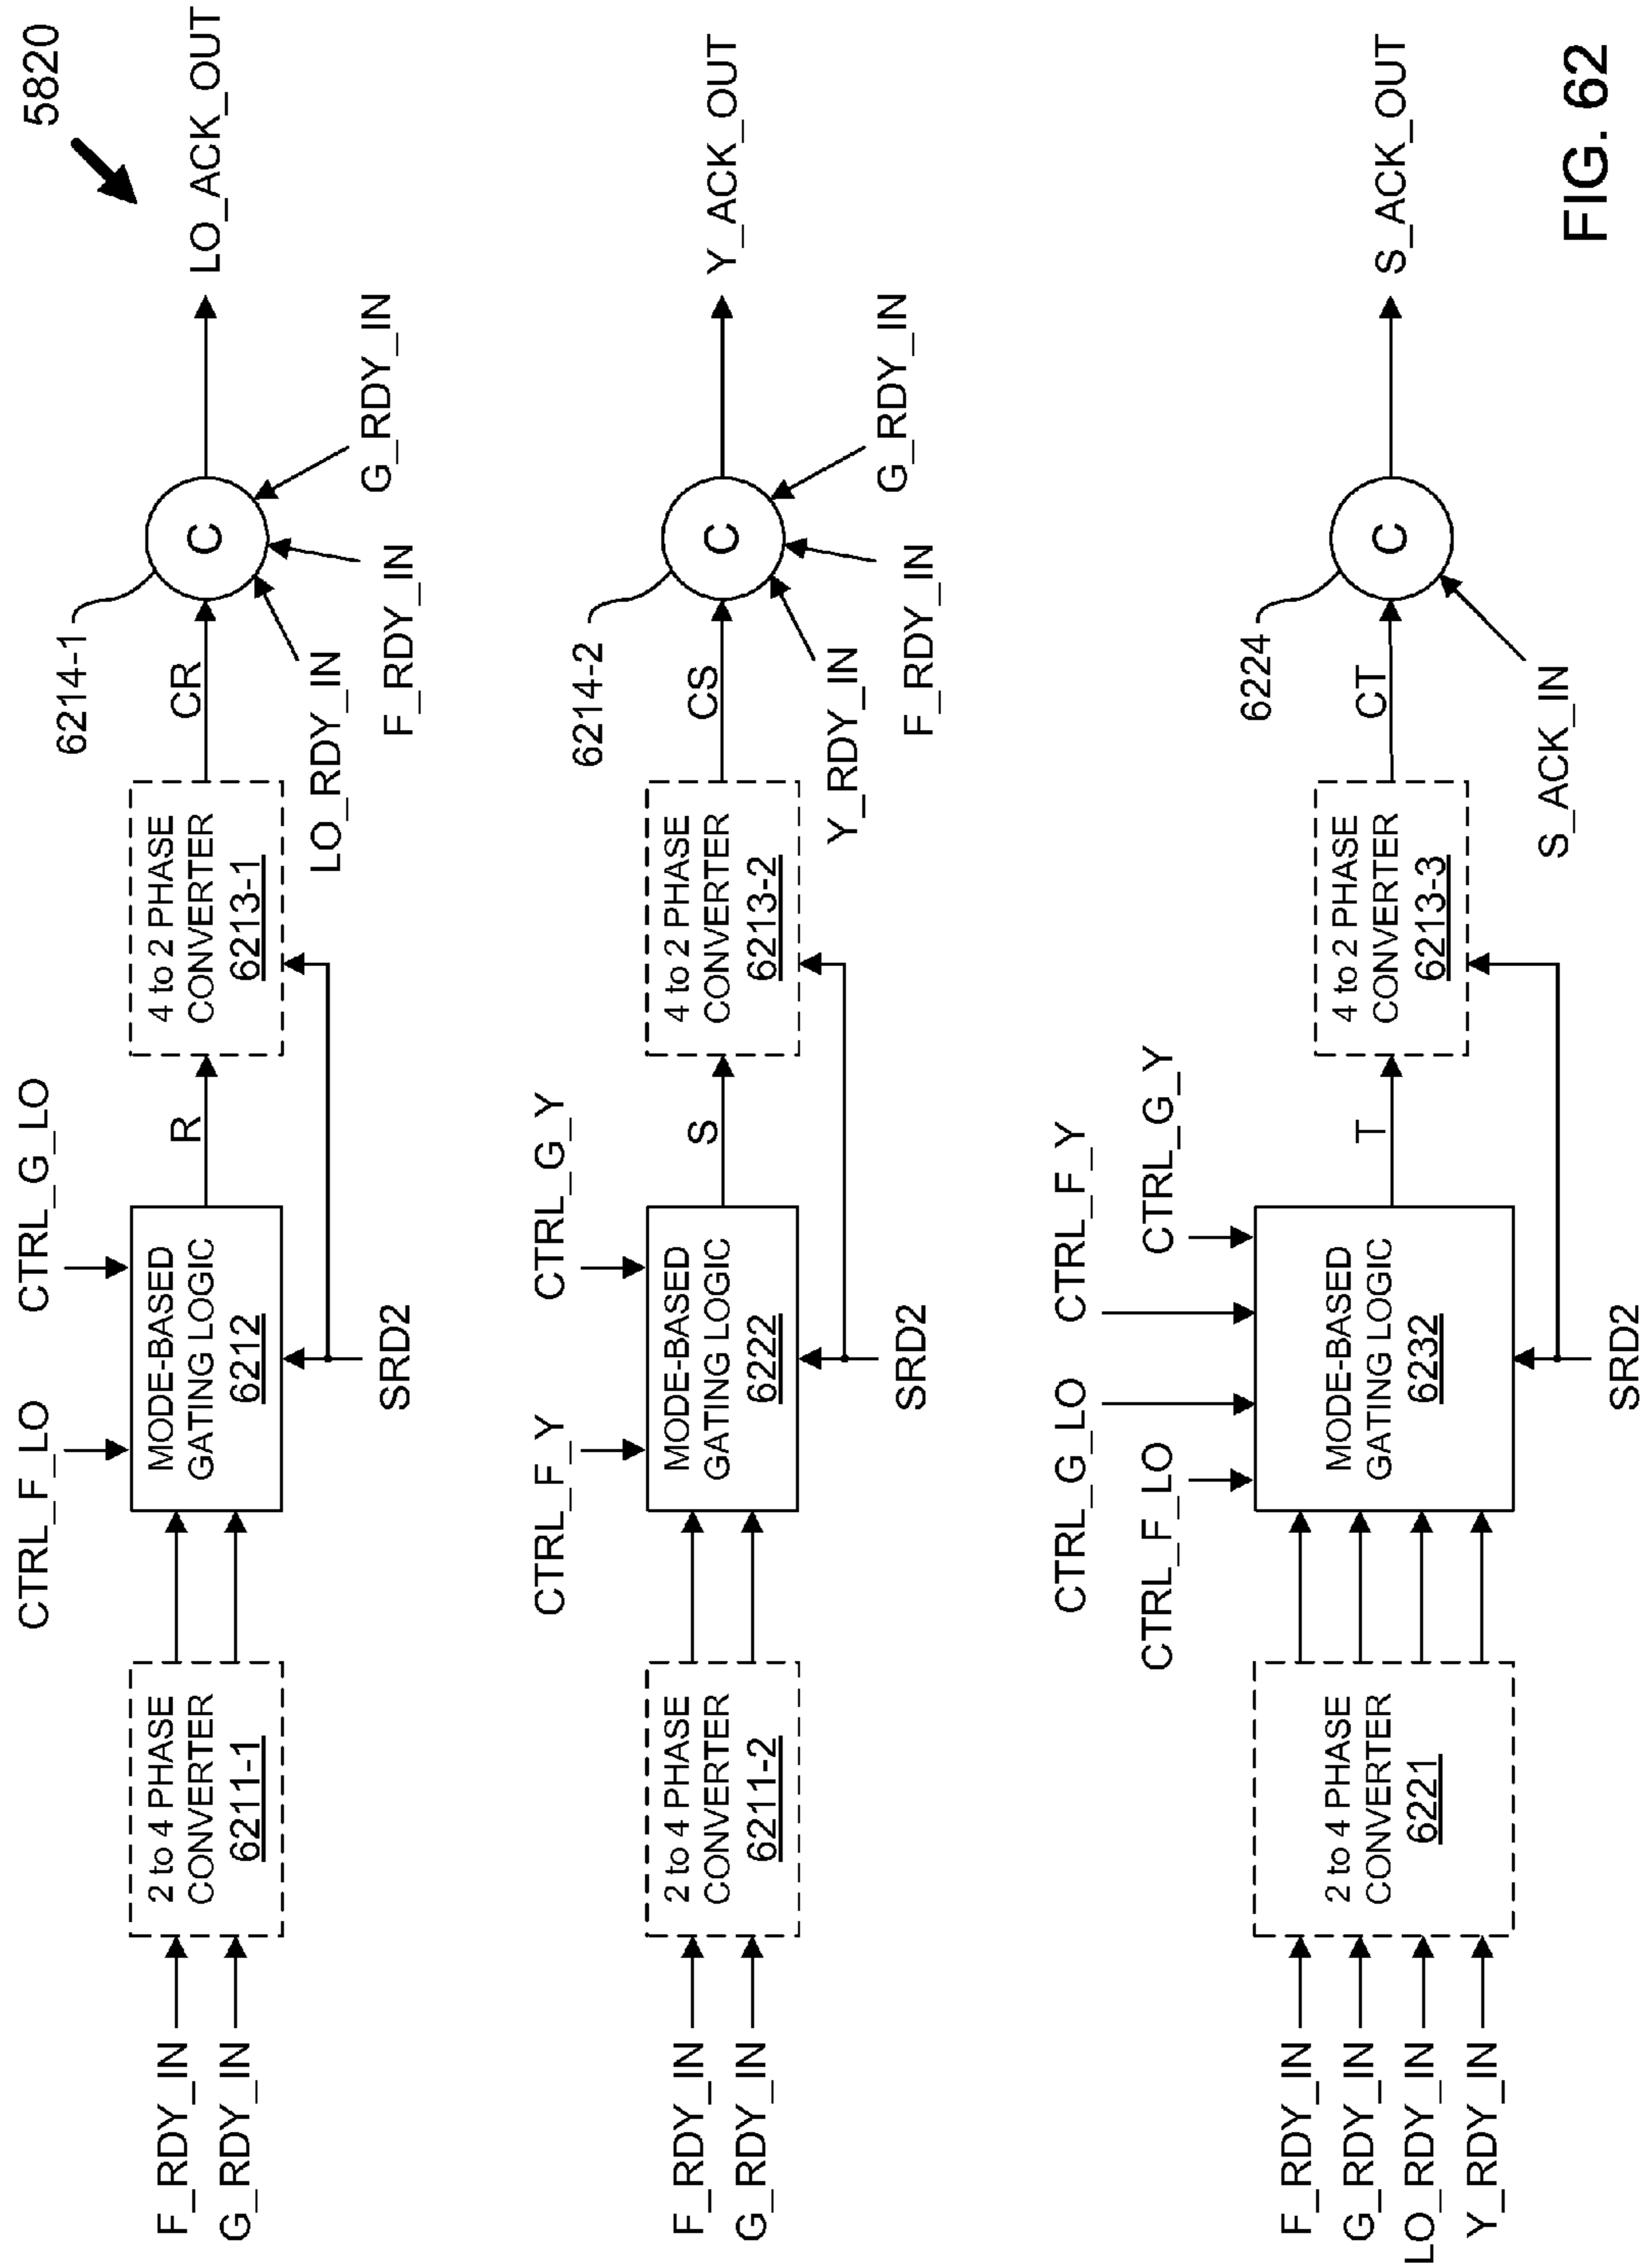 5820
CTRL_F_LO
CTRL_G_LO
F_RDY_IN
G_RDY_IN
2 to 4 PHASE
CONVERTER
6211-1
MODE-BASED
GATING LOGIC
6212
SRD2
R
4 to 2 PHASE
CONVERTER
6213-1
CR
6214-1
C
LO_RDY_IN
F_RDY_IN
G_RDY_IN
LO_ACK_OUT
CTRL_F_Y
CTRL_G_Y
F_RDY_IN
G_RDY_IN
2 to 4 PHASE
CONVERTER
6211-2
MODE-BASED
GATING LOGIC
6222
SRD2
S
4 to 2 PHASE
CONVERTER
6213-2
CS
6214-2
C
Y_RDY_IN
F_RDY_IN
G_RDY_IN
Y_ACK_OUT
CTRL_G_LO
CTRL_F_Y
CTRL_F_LO
CTRL_G_Y
F_RDY_IN
G_RDY_IN
LO_RDY_IN
Y_RDY_IN
2 to 4 PHASE
CONVERTER
6221
MODE-BASED
GATING LOGIC
6232
SRD2
T
4 to 2 PHASE
CONVERTER
6213-3
CT
6224
C
S_ACK_IN
S_ACK_OUT
FIG. 62